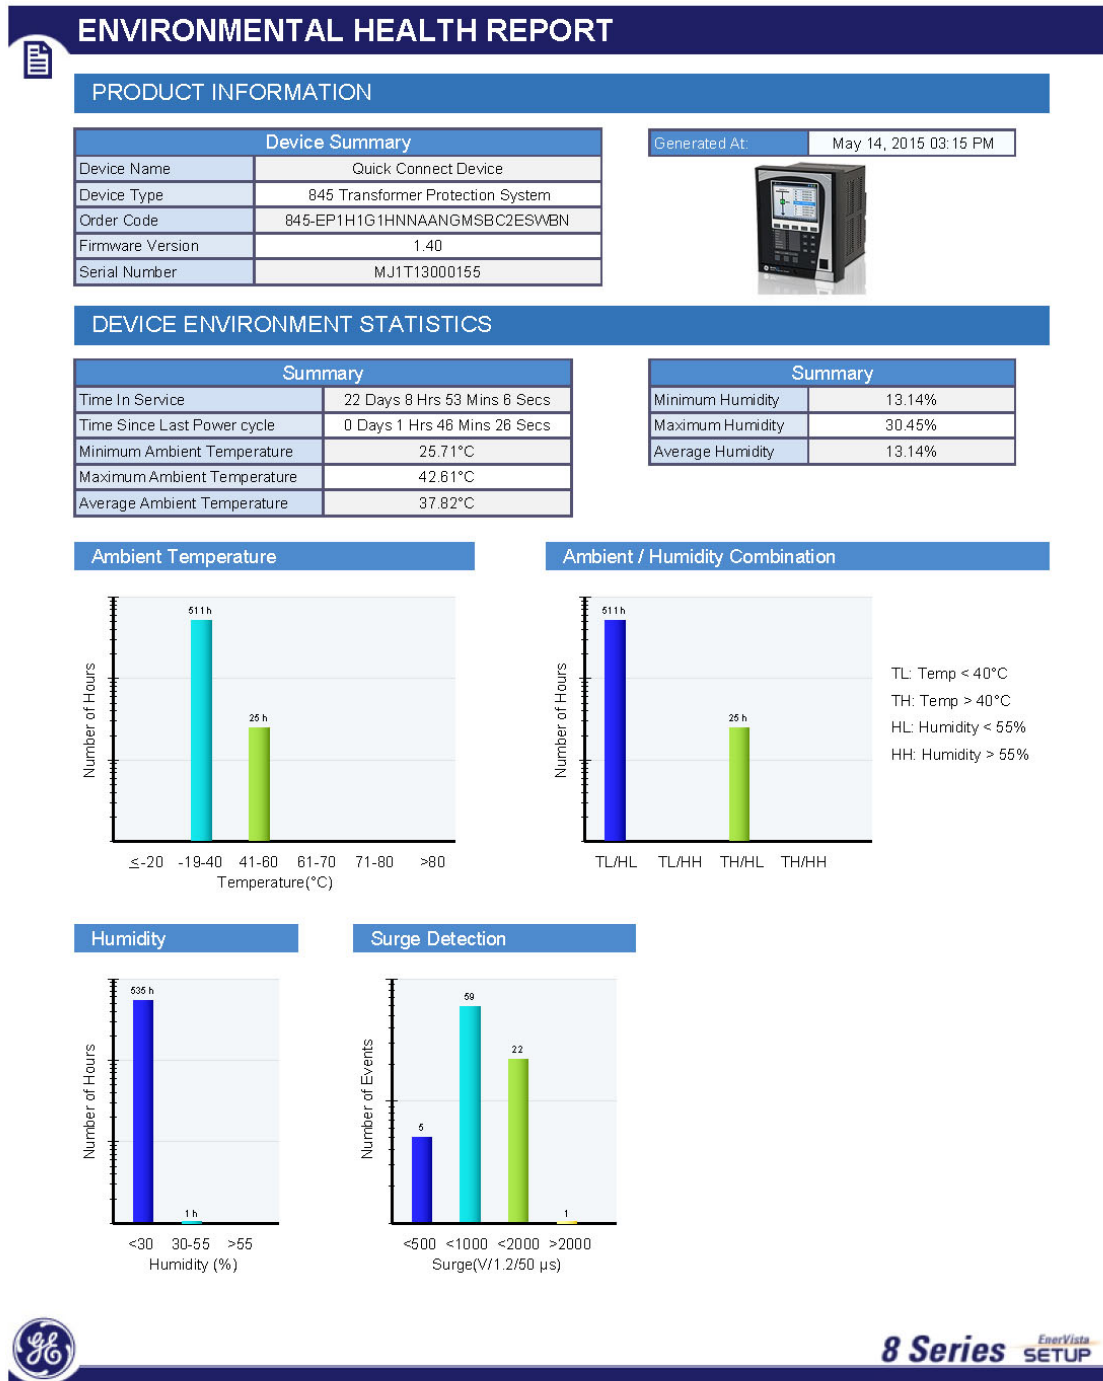 ENVIRONMENTAL HEALTH REPORT
PRODUCT INFORMATION
Device Summary
Device Name Quick Connect Device
Device Type 845 Transformer Protection System
Order Code 845-EP1H1G1HNNAANGMSBC2ESWBN
Firmware Version 1.40
Serial Number MJ1T13000155
Generated At: May 14, 2015 03:15 PM
DEVICE ENVIRONMENT STATISTICS
Summary
Time In Service 22 Days 8 Hrs 53 Mins 6 Secs
Time Since Last Power cycle 0 Days 1 Hrs 46 Mins 26 Secs
Minimum Ambient Temperature 25.71°C
Maximum Ambient Temperature 42.61°C
Average Ambient Temperature 37.82°C
Summary
Minimum Humidity 13.14%
Maximum Humidity 30.45%
Average Humidity 13.14%
Ambient Temperature
Number of Hours
511 h
25 h
≤-20 -19-40 41-60 61-70 71-80 >80
Temperature(°C)
Ambient / Humidity Combination
Number of Hours
511 h
25 h
TL/HL TL/HH TH/HL TH/HH
TL: Temp < 40°C
TH: Temp > 40°C
HL: Humidity < 55%
HH: Humidity > 55%
Humidity
Number of Hours
535 h
1 h
<30 30-55 >55
Humidity (%)
Surge Detection
Number of Events
5
59
22
1
<500 <1000 <2000 >2000
Surge(V/1.2/50 µs)
GE
8 Series EnerVista
SETUP